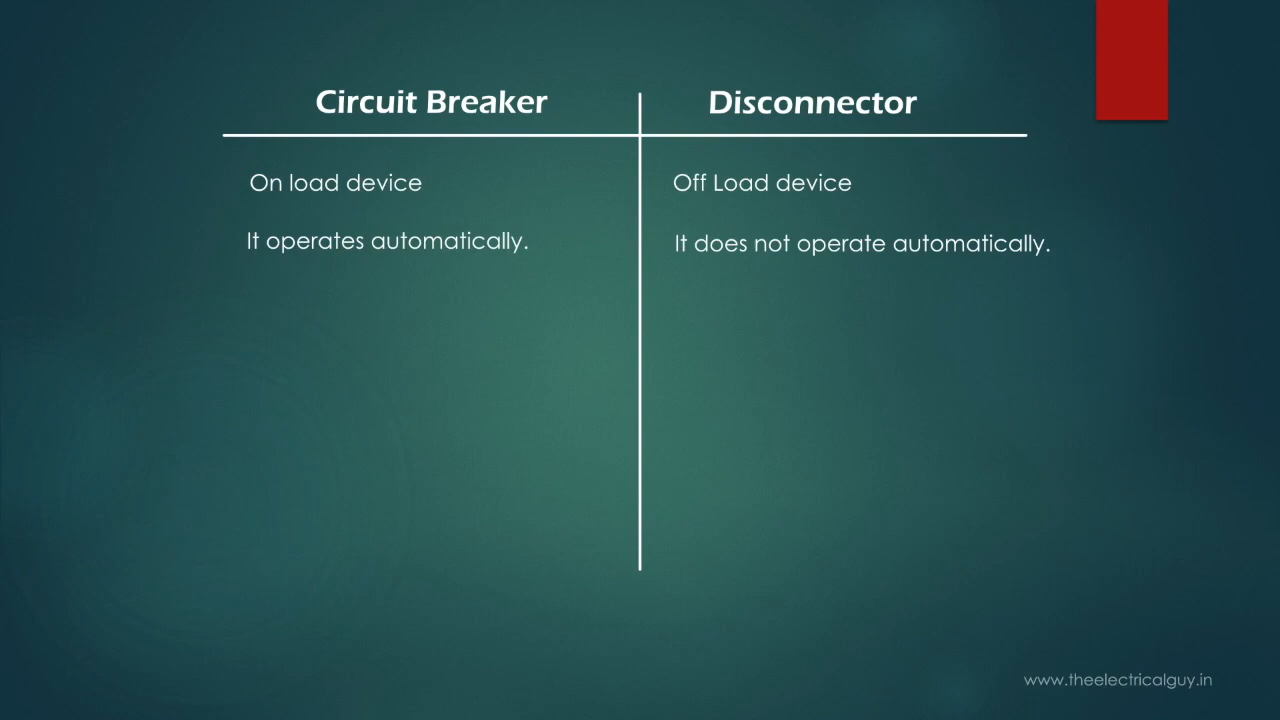 Circuit Breaker
Disconnector
On load device
Off Load device
It operates automatically.
It does not operate automatically.
www.theelectricalguy.in